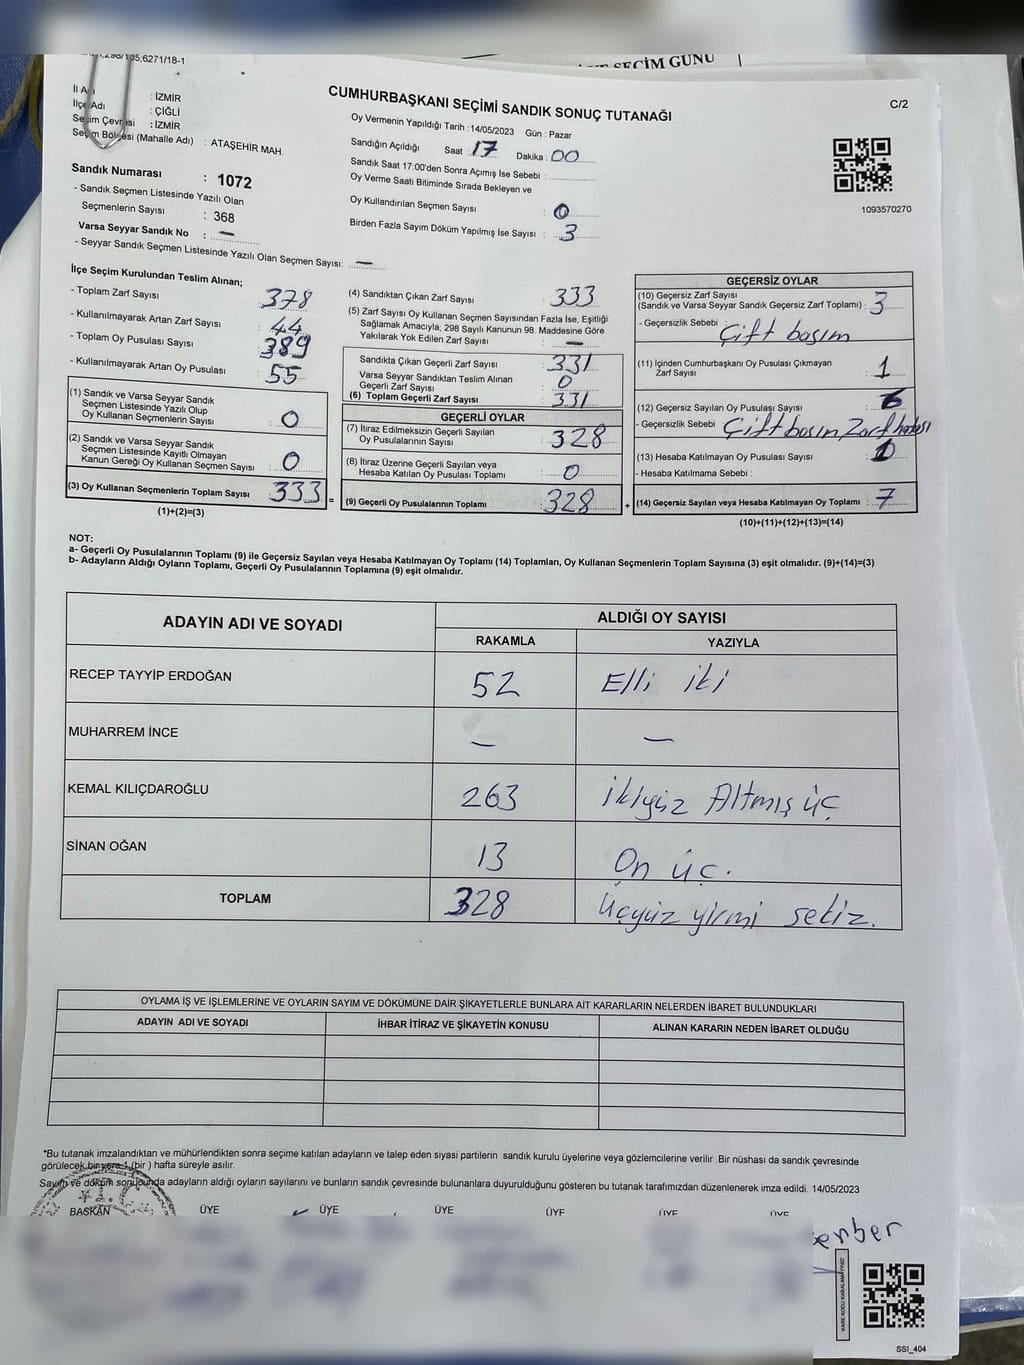 298/135,6271/18-1
SEÇİM GÜNÜ
CUMHURBAŞKANI SEÇİMİ SANDIK SONUÇ TUTANAĞI
C/2
İl Adı : İZMİR
İlçe Adı : ÇİĞLİ
Seçim Çevresi : İZMİR
Seçim Bölgesi (Mahalle Adı) : ATAŞEHİR MAH.
Sandık Numarası : 1072
- Sandık Seçmen Listesinde Yazılı Olan
Seçmenlerin Sayısı : 368
Varsa Seyyar Sandık No : —
- Seyyar Sandık Seçmen Listesinde Yazılı Olan Seçmen Sayısı: —
Oy Vermenin Yapıldığı Tarih : 14/05/2023 Gün : Pazar
Sandığın Açıldığı Saat : 17 Dakika : 00
Sandık Saat 17:00'den Sonra Açımış İse Sebebi :
Oy Verme Saati Bitiminde Sırada Bekleyen ve
Oy Kullandırılan Seçmen Sayısı : 0
Birden Fazla Sayım Döküm Yapılmış İse Sayısı : 3
1093570270
İlçe Seçim Kurulundan Teslim Alınan;
- Toplam Zarf Sayısı 378
- Kullanılmayarak Artan Zarf Sayısı : 44
- Toplam Oy Pusulası Sayısı 389
- Kullanılmayarak Artan Oy Pusulası : 55
(1) Sandık ve Varsa Seyyar Sandık
Seçmen Listesinde Yazılı Olup
Oy Kullanan Seçmenlerin Sayısı : 0
(2) Sandık ve Varsa Seyyar Sandık
Seçmen Listesinde Kayıtlı Olmayan
Kanun Gereği Oy Kullanan Seçmen Sayısı : 0
(3) Oy Kullanan Seçmenlerin Toplam Sayısı : 333 =
(1)+(2)=(3)
(4) Sandıktan Çıkan Zarf Sayısı : 333
(5) Zarf Sayısı Oy Kullanan Seçmen Sayısından Fazla İse, Eşitliği
Sağlamak Amacıyla; 298 Sayılı Kanunun 98. Maddesine Göre
Yakılarak Yok Edilen Zarf Sayısı : —
Sandıkta Çıkan Geçerli Zarf Sayısı : 331
Varsa Seyyar Sandıktan Teslim Alınan
Geçerli Zarf Sayısı : 0
(6) Toplam Geçerli Zarf Sayısı : 331
GEÇERLİ OYLAR
(7) İtiraz Edilmeksizin Geçerli Sayılan
Oy Pusulalarının Sayısı : 328
(8) İtiraz Üzerine Geçerli Sayılan veya
Hesaba Katılan Oy Pusulası Toplamı : 0
(9) Geçerli Oy Pusulalarının Toplamı : 328 +
GEÇERSİZ OYLAR
(10) Geçersiz Zarf Sayısı
(Sandık ve Varsa Seyyar Sandık Geçersiz Zarf Toplamı) : 3
- Geçersizlik Sebebi : Çift basım
(11) İçinden Cumhurbaşkanı Oy Pusulası Çıkmayan
Zarf Sayısı : 1
(12) Geçersiz Sayılan Oy Pusulası Sayısı :
- Geçersizlik Sebebi : Çift basım Zarf hatası
(13) Hesaba Katılmayan Oy Pusulası Sayısı :
- Hesaba Katılmama Sebebi :
(14) Geçersiz Sayılan veya Hesaba Katılmayan Oy Toplamı : 7
(10)+(11)+(12)+(13)=(14)
NOT:
a- Geçerli Oy Pusulalarının Toplamı (9) ile Geçersiz Sayılan veya Hesaba Katılmayan Oy Toplamı (14) Toplamları, Oy Kullanan Seçmenlerin Toplam Sayısına (3) eşit olmalıdır. (9)+(14)=(3)
b- Adayların Aldığı Oyların Toplamı, Geçerli Oy Pusulalarının Toplamına (9) eşit olmalıdır.
ADAYIN ADI VE SOYADI ALDIĞI OY SAYISI
RAKAMLA YAZIYLA
RECEP TAYYİP ERDOĞAN 52 Elli iki
MUHARREM İNCE — —
KEMAL KILIÇDAROĞLU 263 İkiyüz Altmış üç
SİNAN OĞAN 13 On üç.
TOPLAM 328 Üçyüz yirmi sekiz.
OYLAMA İŞ VE İŞLEMLERİNE VE OYLARIN SAYIM VE DÖKÜMÜNE DAİR ŞİKAYETLERLE BUNLARA AİT KARARLARIN NELERDEN İBARET BULUNDUKLARI
ADAYIN ADI VE SOYADI İHBAR İTİRAZ VE ŞİKAYETİN KONUSU ALINAN KARARIN NEDEN İBARET OLDUĞU
*Bu tutanak imzalandıktan ve mühürlendikten sonra seçime katılan adayların ve talep eden siyasi partilerin sandık kurulu üyelerine veya gözlemcilerine verilir .Bir nüshası da sandık çevresinde
görülecek bir yere 1 (bir ) hafta süreyle asılır.
Sayım ve döküm sonucunda adayların aldığı oyların sayılarını ve bunların sandık çevresinde bulunanlara duyurulduğunu gösteren bu tutanak tarafımızdan düzenlenerek imza edildi. 14/05/2023
T.C.
BAŞKAN ÜYE ÜYE ÜYE ÜYE ÜYE ÜYE
SSİ_404